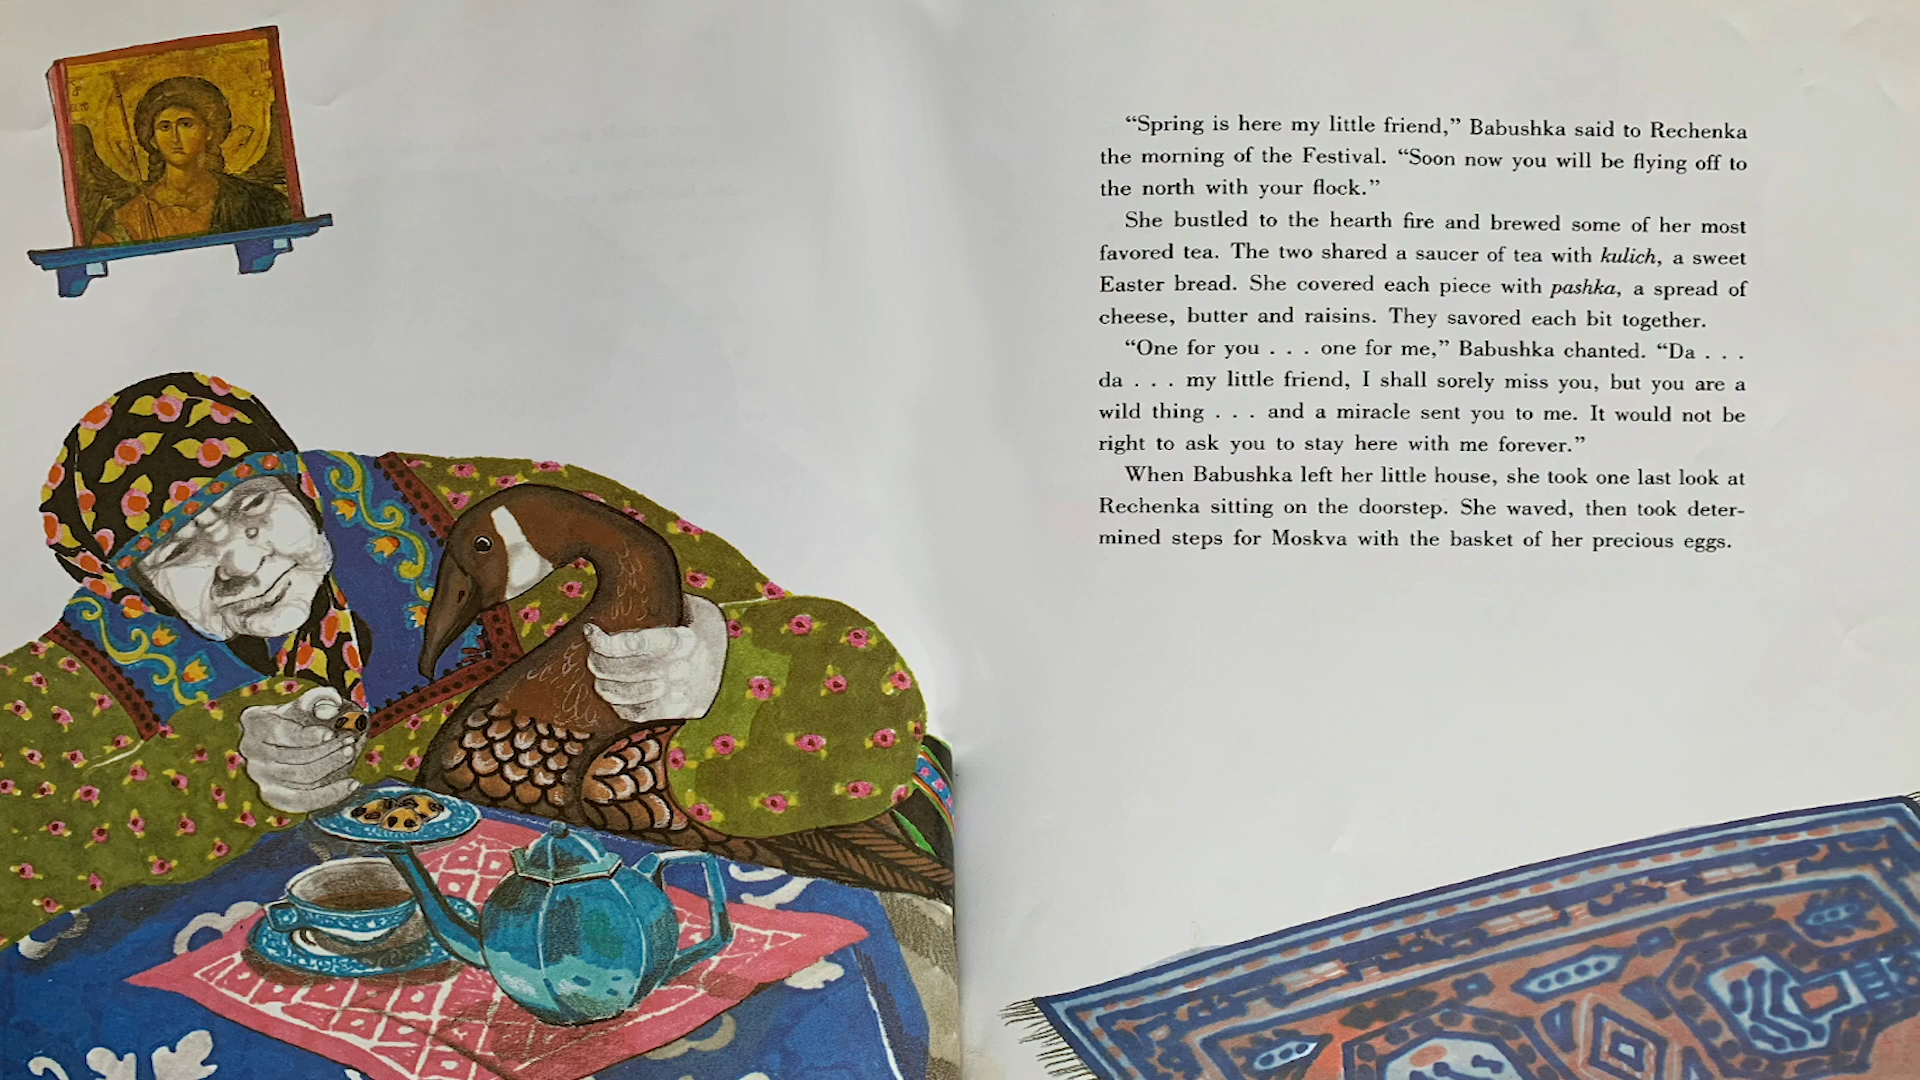 “Spring is here my little friend,” Babushka said to Rechenka
the morning of the Festival. “Soon now you will be flying off to
the north with your flock.”
She bustled to the hearth fire and brewed some of her most
favored tea. The two shared a saucer of tea with kulich, a sweet
Easter bread. She covered each piece with pashka, a spread of
cheese, butter and raisins. They savored each bit together.
“One for you . . . one for me,” Babushka chanted. “Da . . .
da . . . my little friend, I shall sorely miss you, but you are a
wild thing . . . and a miracle sent you to me. It would not be
right to ask you to stay here with me forever.”
When Babushka left her little house, she took one last look at
Rechenka sitting on the doorstep. She waved, then took deter-
mined steps for Moskva with the basket of her precious eggs.